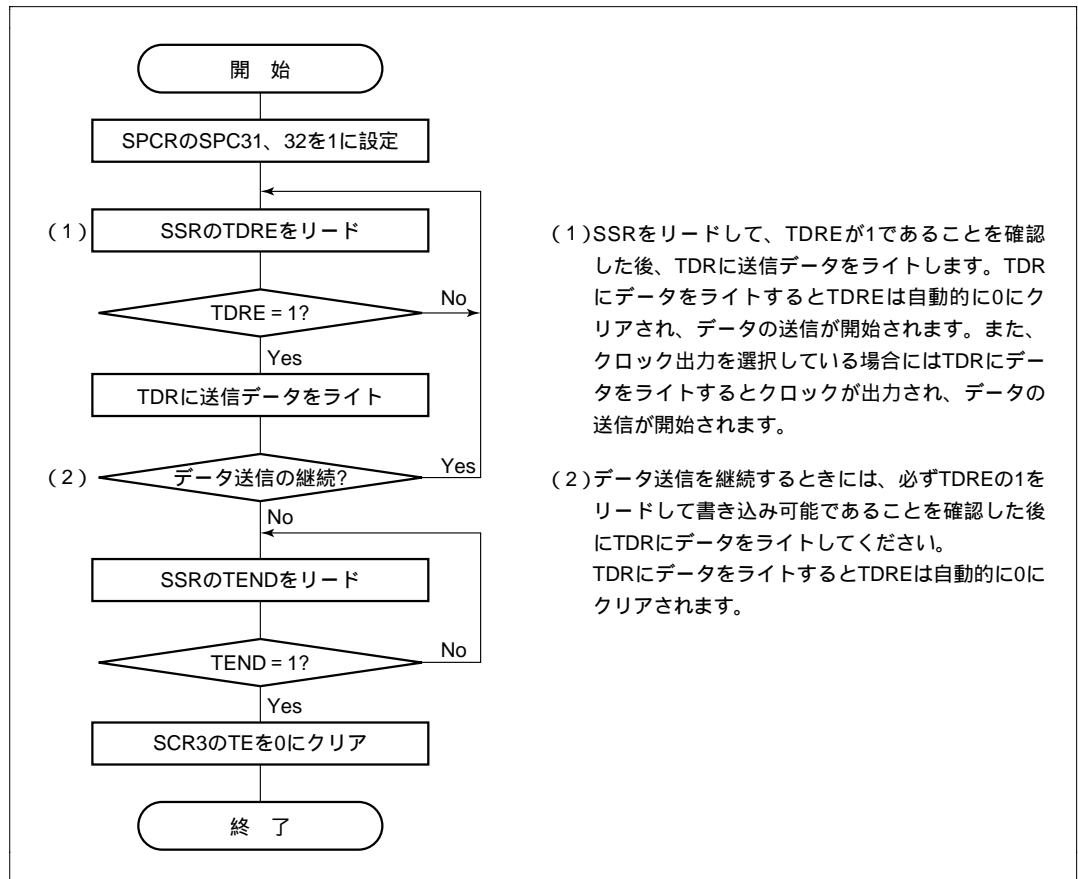 開 始
SPCRのSPC31、32を1に設定
(1)
SSRのTDREをリード
TDRE = 1?
No
Yes
TDRに送信データをライト
(2)
データ送信の継続?
Yes
No
SSRのTENDをリード
TEND = 1?
No
Yes
SCR3のTEを0にクリア
終 了
(1)SSRをリードして、TDREが1であることを確認
した後、TDRに送信データをライトします。TDR
にデータをライトするとTDREは自動的に0にク
リアされ、データの送信が開始されます。また、
クロック出力を選択している場合にはTDRにデー
タをライトするとクロックが出力され、データの
送信が開始されます。
(2)データ送信を継続するときには、必ずTDREの1を
リードして書き込み可能であることを確認した後
にTDRにデータをライトしてください。
TDRにデータをライトするとTDREは自動的に0に
クリアされます。